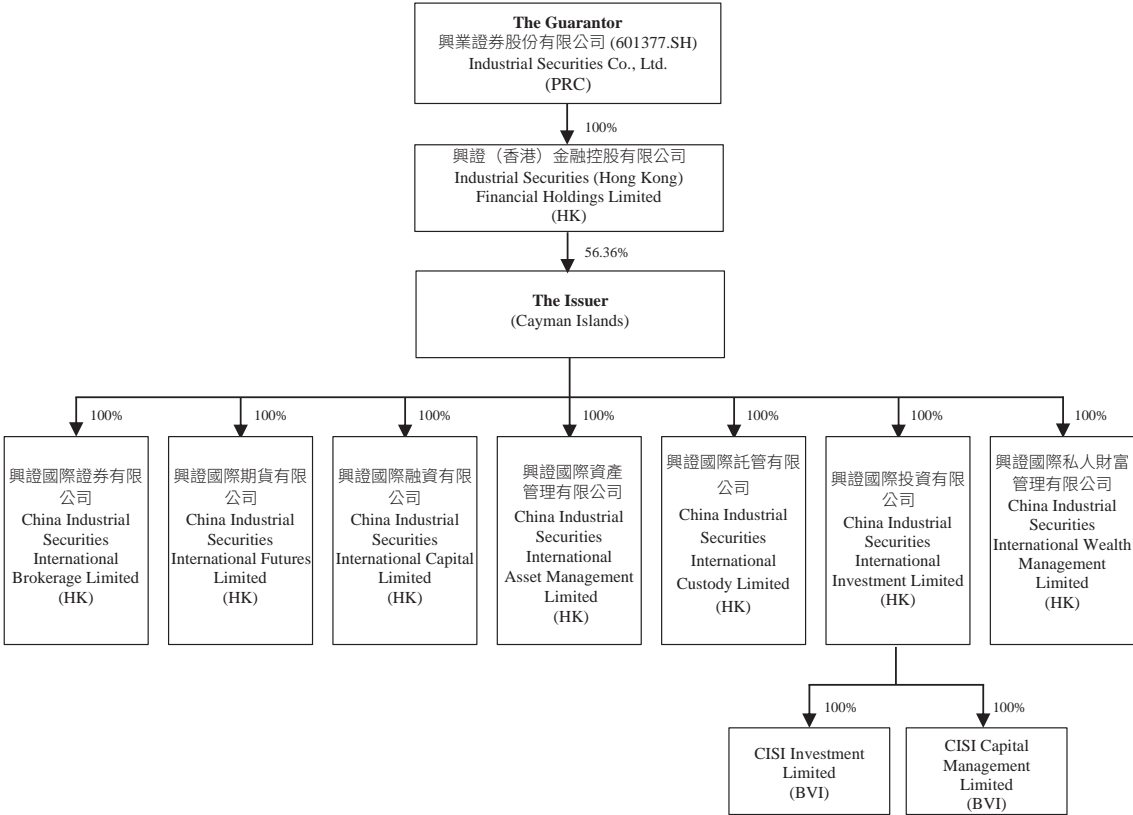 The Guarantor
興業證券股份有限公司 (601377.SH)
Industrial Securities Co., Ltd.
(PRC)
100%
興證（香港）金融控股有限公司
Industrial Securities (Hong Kong)
Financial Holdings Limited
(HK)
56.36%
The Issuer
(Cayman Islands)
100%
興證國際證券有限
公司
China Industrial
Securities
International
Brokerage Limited
(HK)
100%
興證國際期貨有限
公司
China Industrial
Securities
International Futures
Limited
(HK)
100%
興證國際融資有限
公司
China Industrial
Securities
International Capital
Limited
(HK)
100%
興證國際資產
管理有限公司
China Industrial
Securities
International
Asset Management
Limited
(HK)
100%
興證國際託管有限
公司
China Industrial
Securities
International
Custody Limited
(HK)
100%
興證國際投資有限
公司
China Industrial
Securities
International
Investment Limited
(HK)
100%
興證國際私人財富
管理有限公司
China Industrial
Securities
International Wealth
Management
Limited
(HK)
100%
CISI Investment
Limited
(BVI)
100%
CISI Capital
Management
Limited
(BVI)